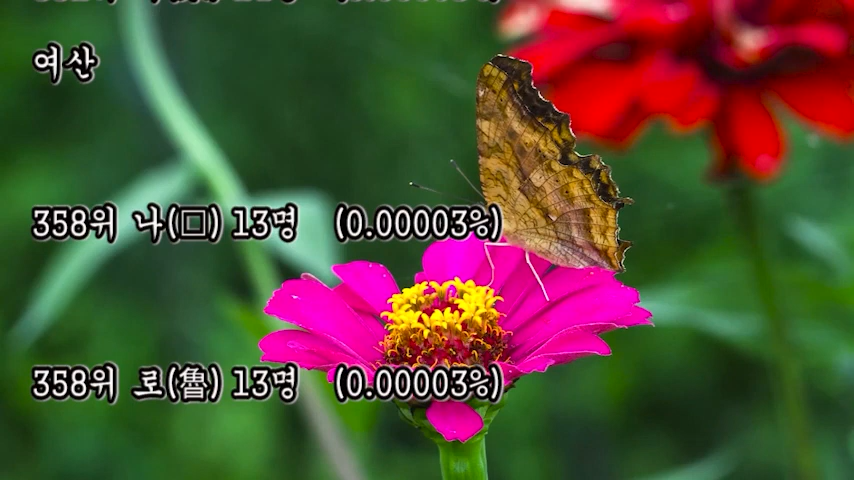 여산
358위 나(□) 13명 (0.00003%)
358위 로(魯) 13명 (0.00003%)